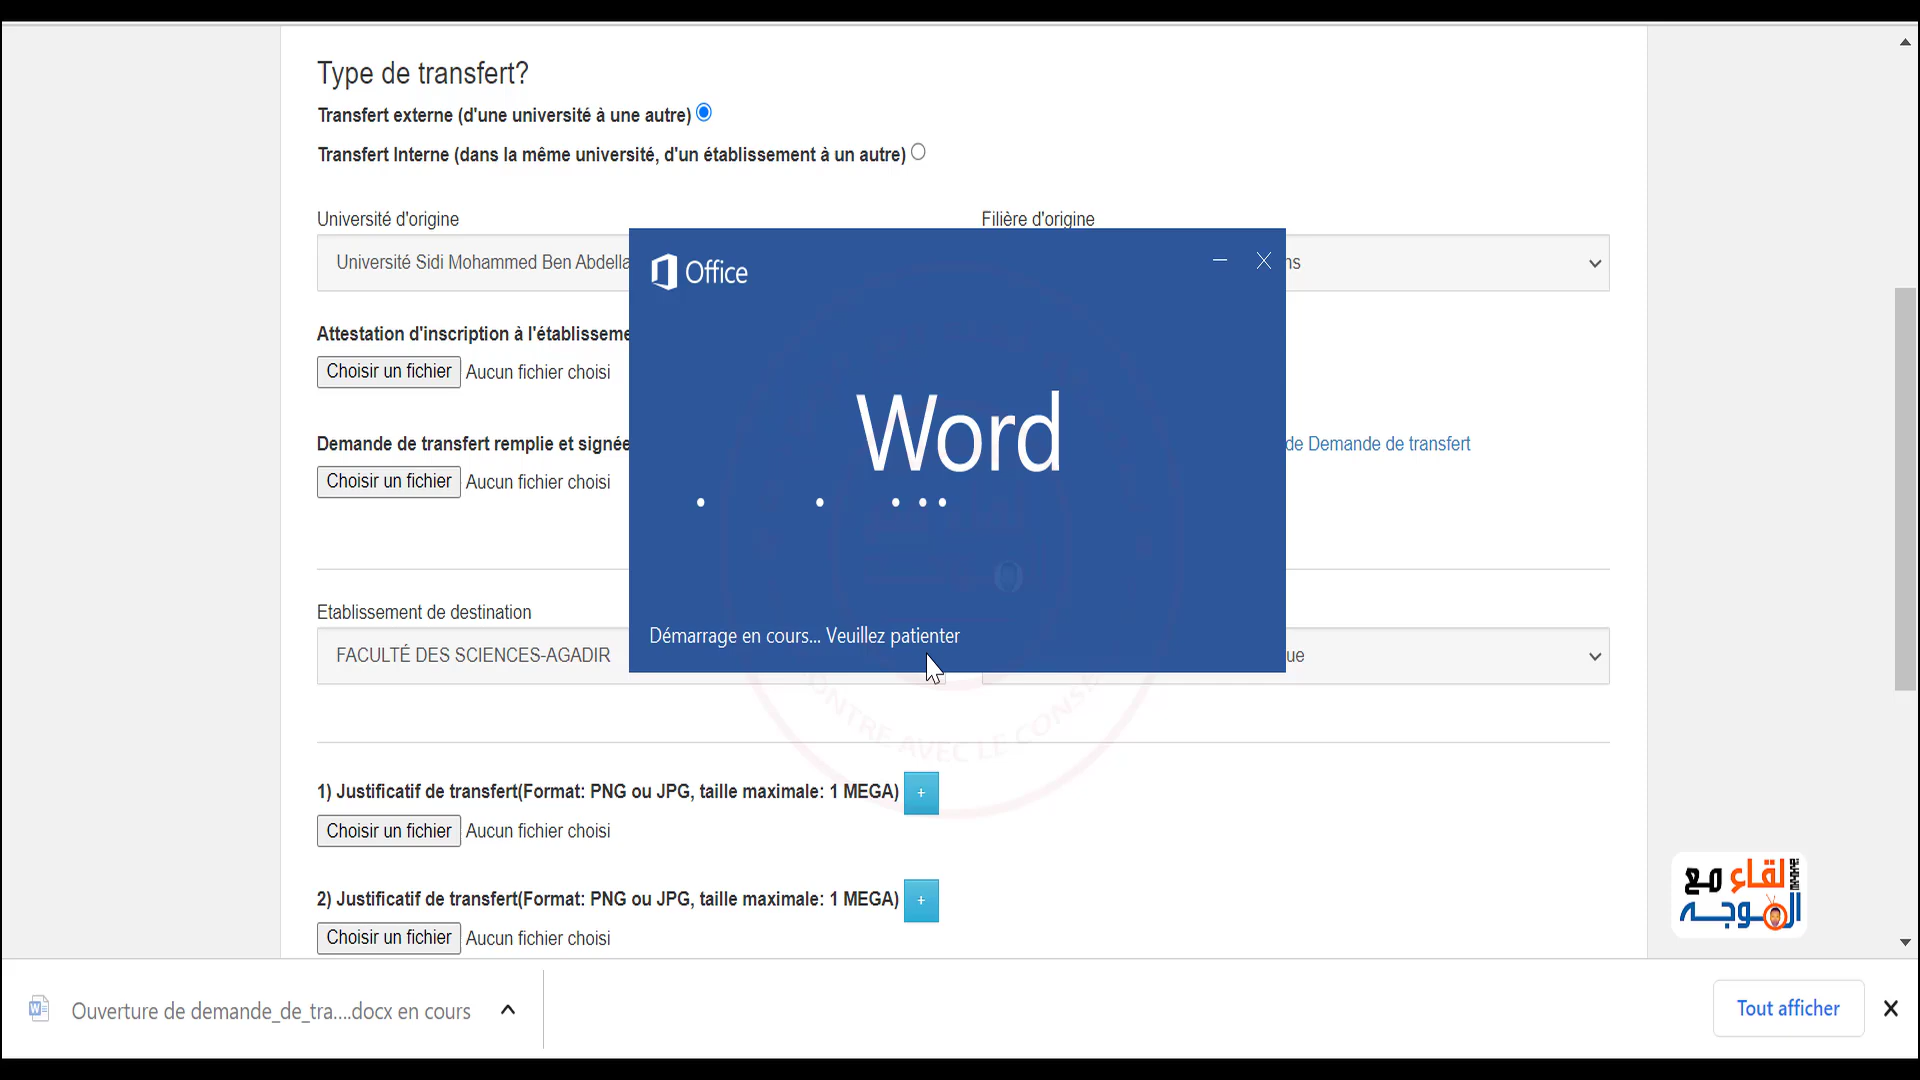 Type de transfert?
Transfert externe (d'une université à une autre)
Transfert Interne (dans la même université, d'un établissement à un autre)
Université d'origine
Filière d'origine
Université Sidi Mohammed Ben Abdella
ns
Office
Attestation d'inscription à l'établisseme
Choisir un fichier Aucun fichier choisi
Word
Demande de transfert remplie et signée
de Demande de transfert
Choisir un fichier Aucun fichier choisi
Démarrage en cours... Veuillez patienter
Etablissement de destination
FACULTÉ DES SCIENCES-AGADIR
ue
ONTRE AVEC LE CONSE
1) Justificatif de transfert(Format: PNG ou JPG, taille maximale: 1 MEGA) +
Choisir un fichier Aucun fichier choisi
2) Justificatif de transfert(Format: PNG ou JPG, taille maximale: 1 MEGA) +
Choisir un fichier Aucun fichier choisi
لقاء مع
الموجه
Ouverture de demande_de_tra....docx en cours
Tout afficher